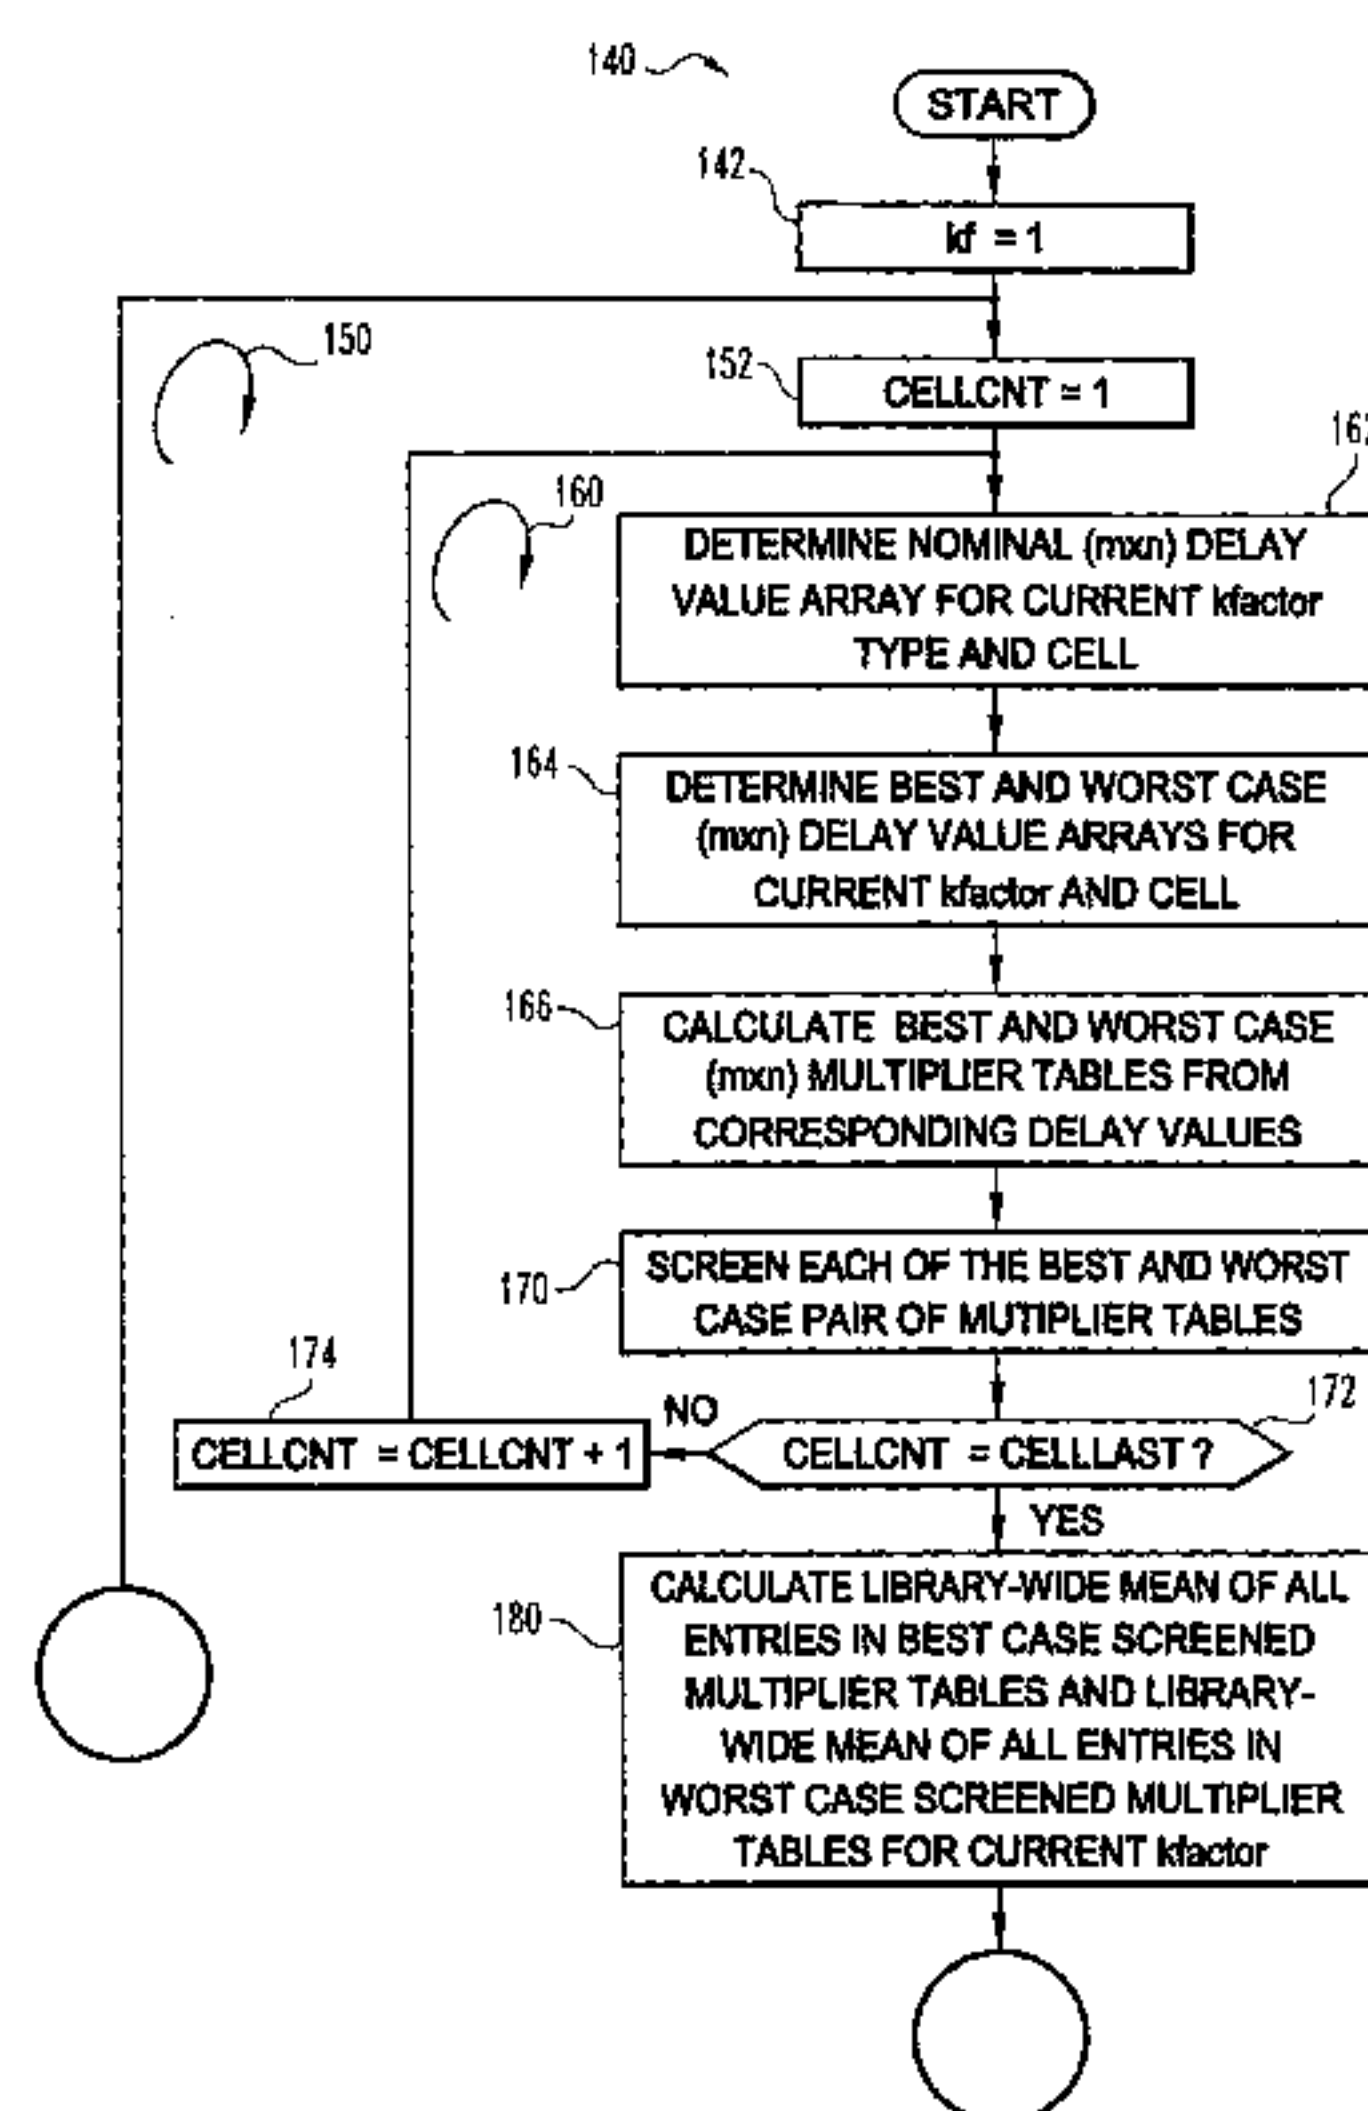 140
START
142
kf = 1
150
152
CELLCNT = 1
160
DETERMINE NOMINAL (mxn) DELAY
VALUE ARRAY FOR CURRENT kfactor
TYPE AND CELL
164
DETERMINE BEST AND WORST CASE
(mxn) DELAY VALUE ARRAYS FOR
CURRENT kfactor AND CELL
166
CALCULATE BEST AND WORST CASE
(mxn) MULTIPLIER TABLES FROM
CORRESPONDING DELAY VALUES
170
SCREEN EACH OF THE BEST AND WORST
CASE PAIR OF MUTIPLIER TABLES
174
172
NO
CELLCNT = CELLCNT + 1
CELLCNT = CELLLAST ?
YES
180
CALCULATE LIBRARY-WIDE MEAN OF ALL
ENTRIES IN BEST CASE SCREENED
MULTIPLIER TABLES AND LIBRARY-
WIDE MEAN OF ALL ENTRIES IN
WORST CASE SCREENED MULTIPLIER
TABLES FOR CURRENT kfactor